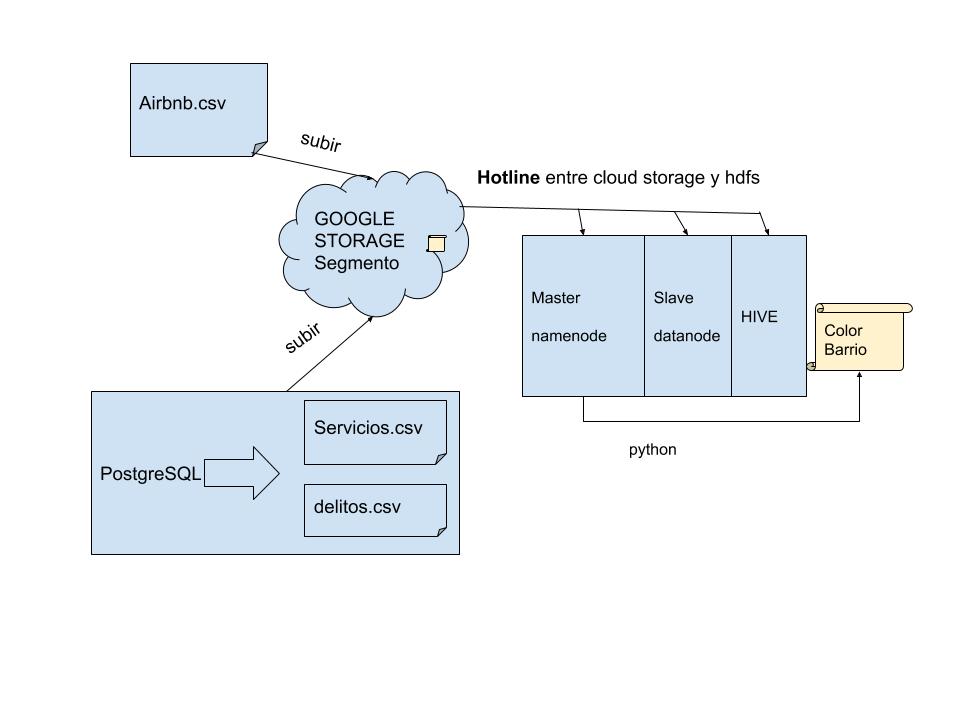 Airbnb.csv
subir
Hotline entre cloud storage y hdfs
GOOGLE
STORAGE
Segmento
subir
Master
namenode
Slave
datanode
HIVE
Color
Barrio
python
PostgreSQL
Servicios.csv
delitos.csv